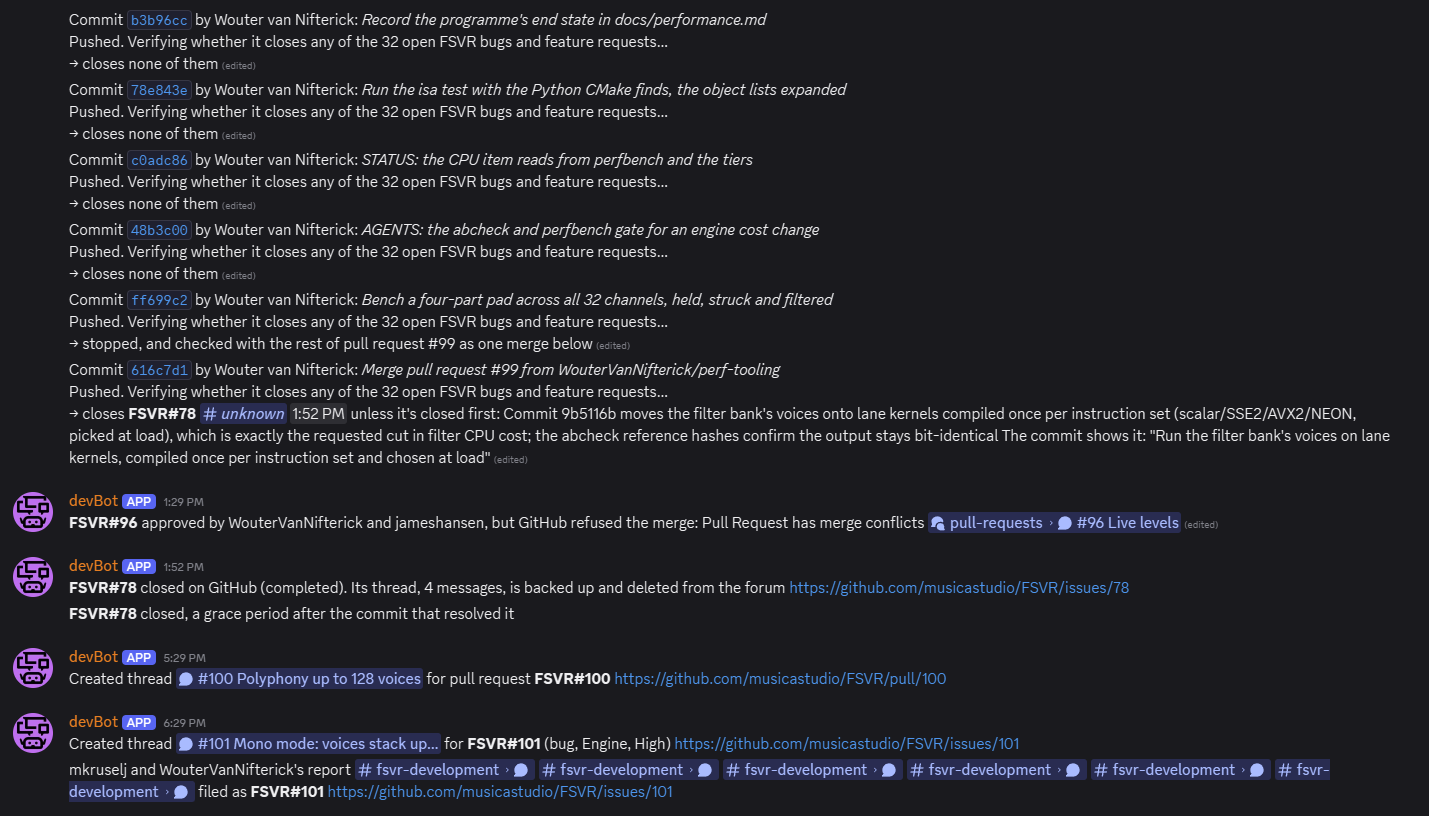 Commit b3b96cc by Wouter van Nifterick: Record the programme's end state in docs/performance.md
Pushed. Verifying whether it closes any of the 32 open FSVR bugs and feature requests...
→ closes none of them (edited)
Commit 78e843e by Wouter van Nifterick: Run the isa test with the Python CMake finds, the object lists expanded
Pushed. Verifying whether it closes any of the 32 open FSVR bugs and feature requests...
→ closes none of them (edited)
Commit c0adc86 by Wouter van Nifterick: STATUS: the CPU item reads from perfbench and the tiers
Pushed. Verifying whether it closes any of the 32 open FSVR bugs and feature requests...
→ closes none of them (edited)
Commit 48b3c00 by Wouter van Nifterick: AGENTS: the abcheck and perfbench gate for an engine cost change
Pushed. Verifying whether it closes any of the 32 open FSVR bugs and feature requests...
→ closes none of them (edited)
Commit ff699c2 by Wouter van Nifterick: Bench a four-part pad across all 32 channels, held, struck and filtered
Pushed. Verifying whether it closes any of the 32 open FSVR bugs and feature requests...
→ stopped, and checked with the rest of pull request #99 as one merge below (edited)
Commit 616c7d1 by Wouter van Nifterick: Merge pull request #99 from WouterVanNifterick/perf-tooling
Pushed. Verifying whether it closes any of the 32 open FSVR bugs and feature requests...
→ closes FSVR#78 # unknown 1:52 PM unless it's closed first: Commit 9b5116b moves the filter bank's voices onto lane kernels compiled once per instruction set (scalar/SSE2/AVX2/NEON,
picked at load), which is exactly the requested cut in filter CPU cost; the abcheck reference hashes confirm the output stays bit-identical The commit shows it: "Run the filter bank's voices on lane
kernels, compiled once per instruction set and chosen at load" (edited)
devBot APP 1:29 PM
FSVR#96 approved by WouterVanNifterick and jameshansen, but GitHub refused the merge: Pull Request has merge conflicts pull-requests › #96 Live levels (edited)
devBot APP 1:52 PM
FSVR#78 closed on GitHub (completed). Its thread, 4 messages, is backed up and deleted from the forum https://github.com/musicastudio/FSVR/issues/78
FSVR#78 closed, a grace period after the commit that resolved it
devBot APP 5:29 PM
Created thread #100 Polyphony up to 128 voices for pull request FSVR#100 https://github.com/musicastudio/FSVR/pull/100
devBot APP 6:29 PM
Created thread #101 Mono mode: voices stack up... for FSVR#101 (bug, Engine, High) https://github.com/musicastudio/FSVR/issues/101
mkruselj and WouterVanNifterick's report # fsvr-development › # fsvr-development › # fsvr-development › # fsvr-development › # fsvr-development › # fsvr-
development › filed as FSVR#101 https://github.com/musicastudio/FSVR/issues/101